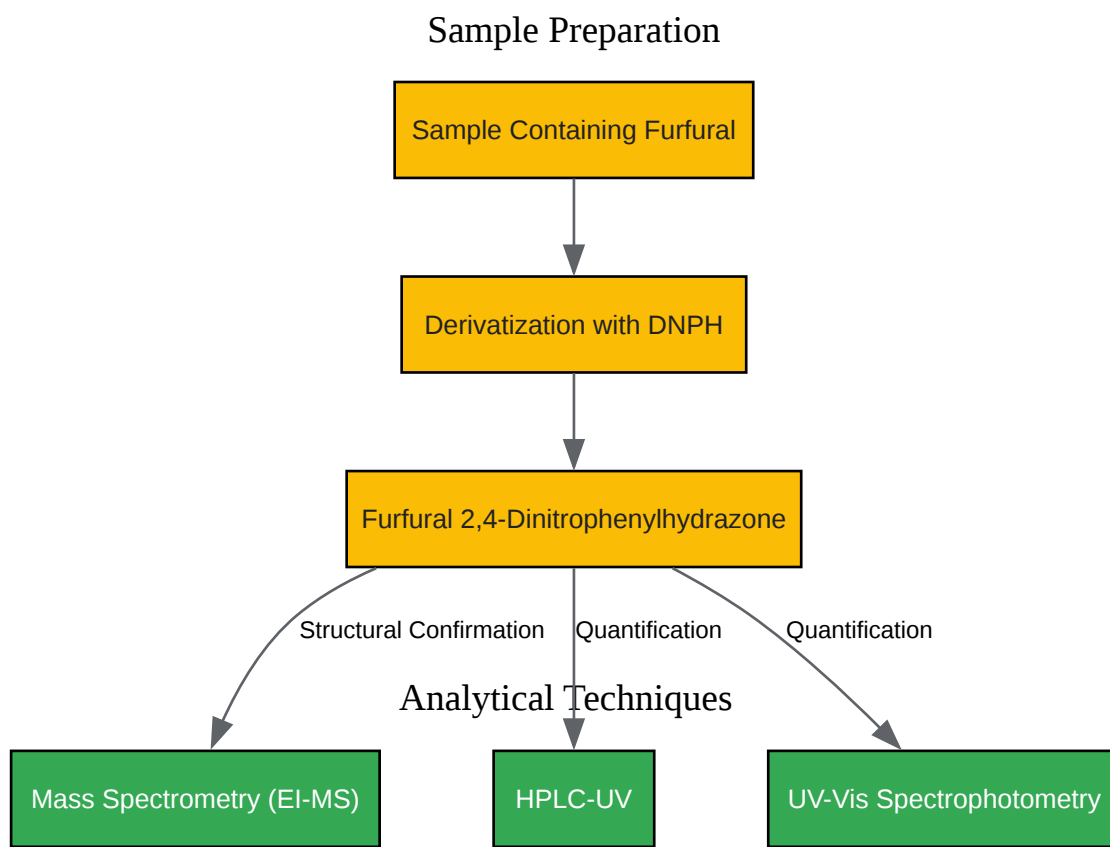 Sample Preparation
Sample Containing Furfural
Derivatization with DNPH
Furfural 2,4-Dinitrophenylhydrazone
Structural Confirmation
Quantification
Quantification
Analytical Techniques
Mass Spectrometry (EI-MS)
HPLC-UV
UV-Vis Spectrophotometry